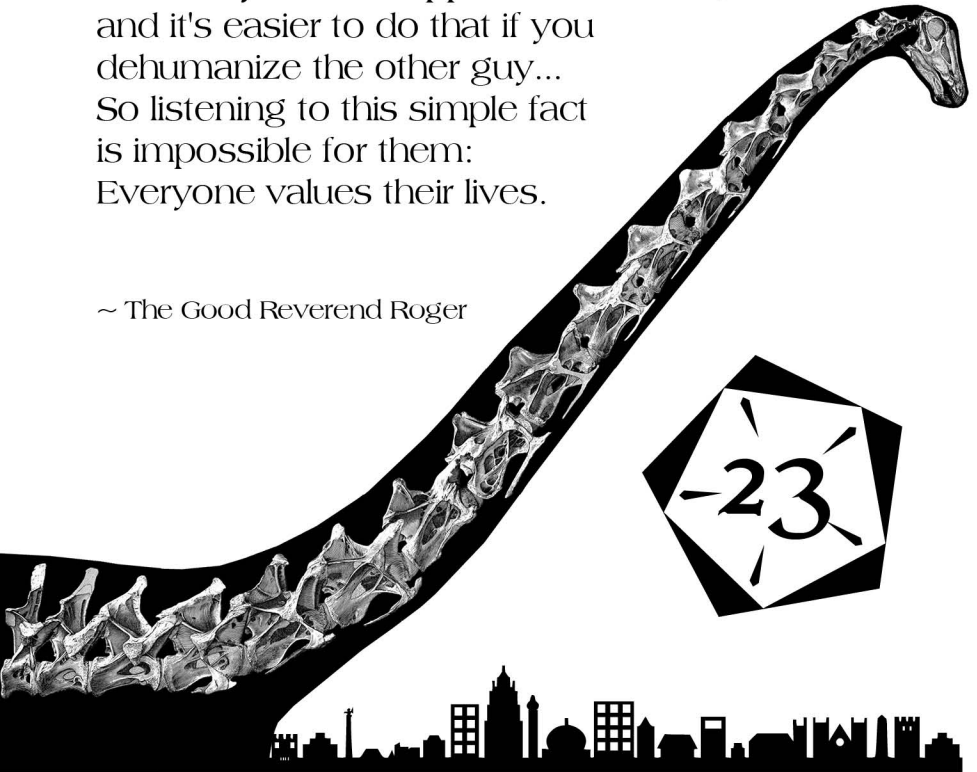 and it's easier to do that if you
dehumanize the other guy...
So listening to this simple fact
is impossible for them:
Everyone values their lives.
~ The Good Reverend Roger
23